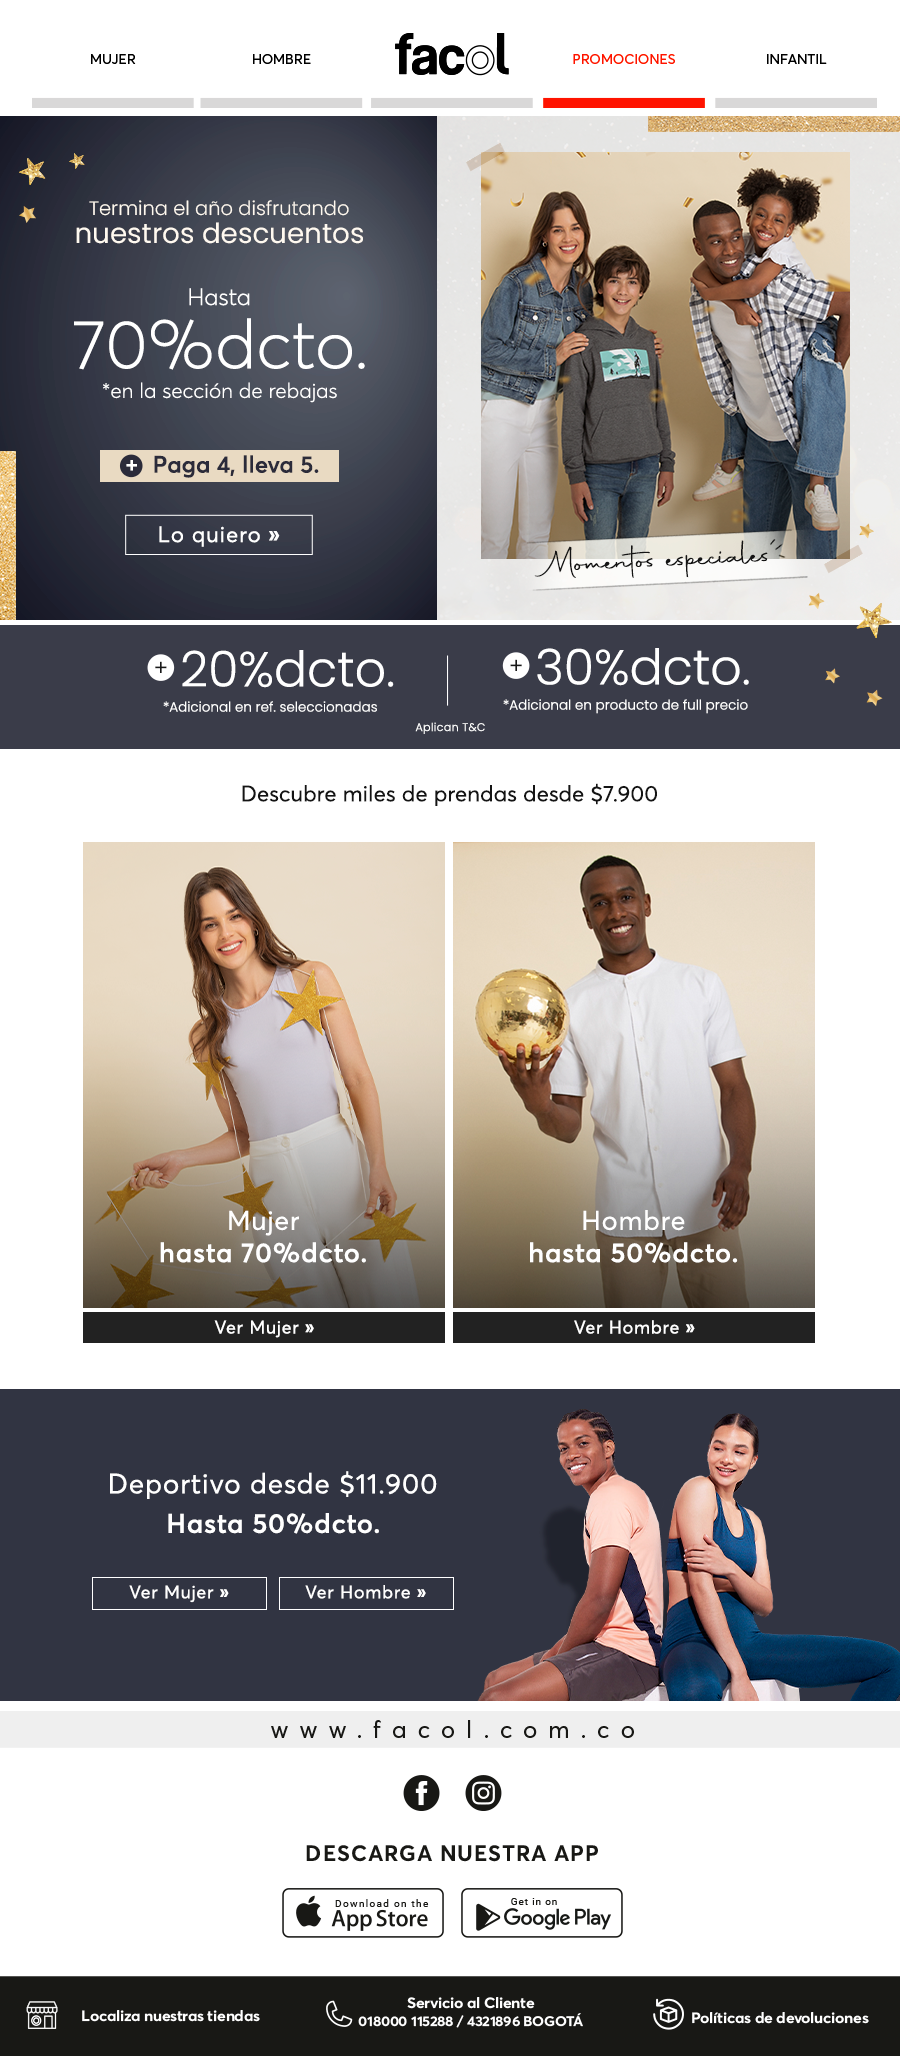 MUJER
HOMBRE
facol
PROMOCIONES
INFANTIL
Termina el año disfrutando
nuestros descuentos
Hasta
70%dcto.
*en la sección de rebajas
+ Paga 4, lleva 5.
Lo quiero »
Momentos especiales
+ 20%dcto.
*Adicional en ref. seleccionadas
+ 30%dcto.
*Adicional en producto de full precio
Aplican T&C
Descubre miles de prendas desde $7.900
Mujer
hasta 70%dcto.
Ver Mujer »
Hombre
hasta 50%dcto.
Ver Hombre »
Deportivo desde $11.900
Hasta 50%dcto.
Ver Mujer »
Ver Hombre »
www.facol.com.co
DESCARGA NUESTRA APP
Download on the
App Store
Get in on
Google Play
Localiza nuestras tiendas
Servicio al Cliente
018000 115288 / 4321896 BOGOTÁ
Políticas de devoluciones